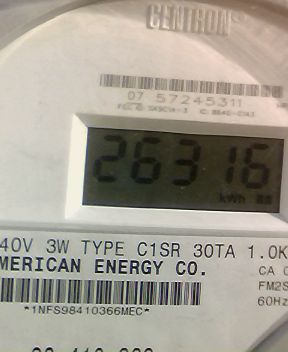 CENTRON®
07 57245311
26316
kWh
40V 3W TYPE C1SR 30TA 1.0K
MERICAN ENERGY CO.
CA 0
FM2S
60Hz
*1NFS98410366MEC*